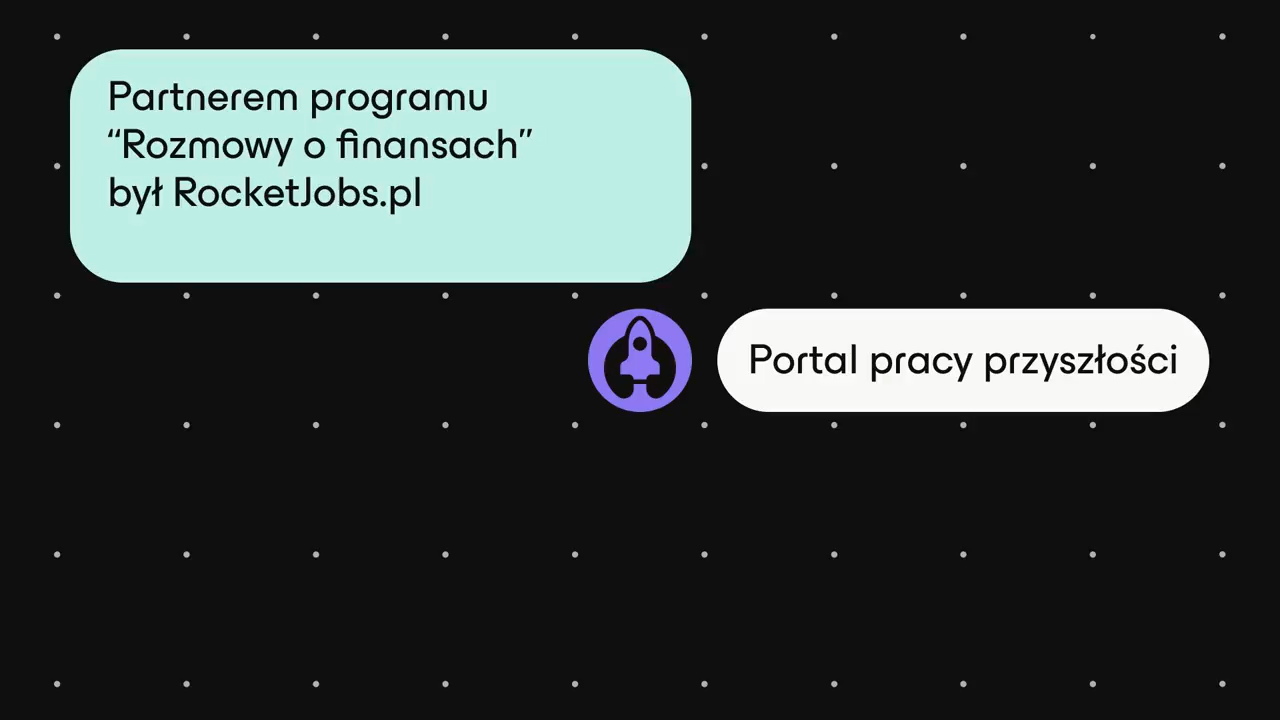 Partnerem programu
“Rozmowy o finansach”
był RocketJobs.pl
Portal pracy przyszłości